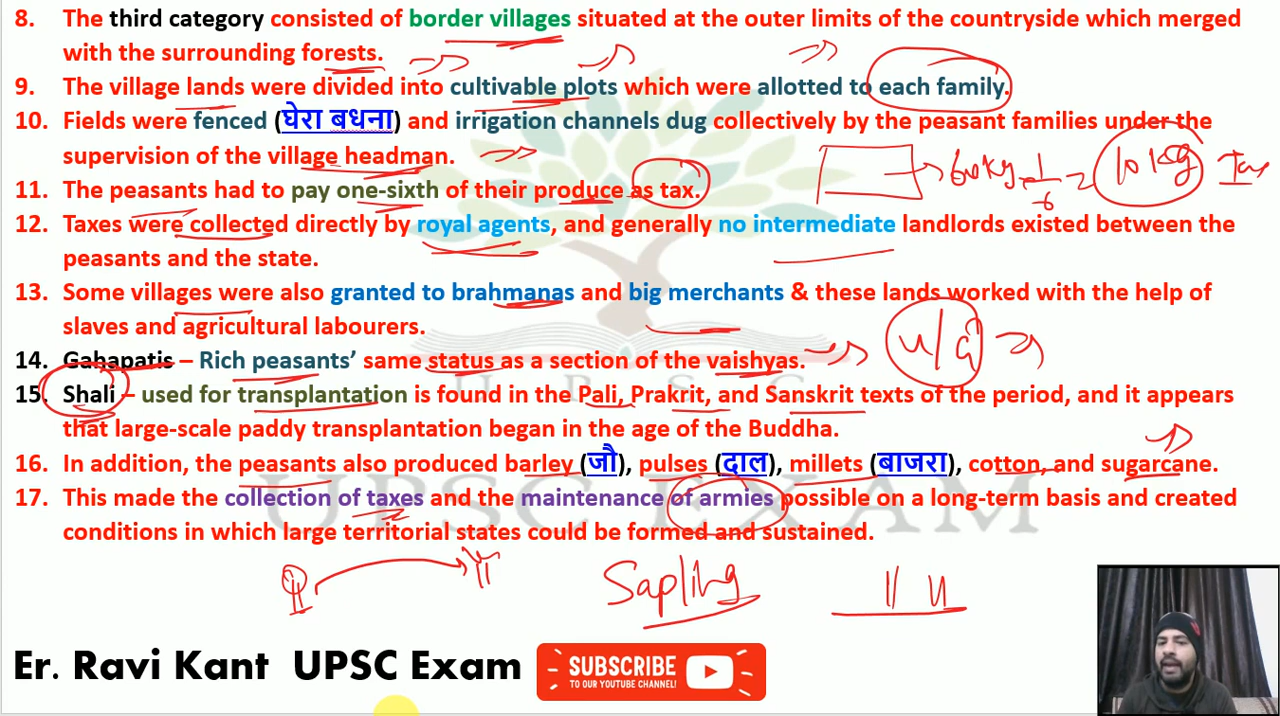 8. The third category consisted of border villages situated at the outer limits of the countryside which merged
with the surrounding forests.
9. The village lands were divided into cultivable plots which were allotted to each family.
10. Fields were fenced (घेरा बधना) and irrigation channels dug collectively by the peasant families under the
supervision of the village headman.
60kg 1/6 = 10 kg Tax
11. The peasants had to pay one-sixth of their produce as tax.
12. Taxes were collected directly by royal agents, and generally no intermediate landlords existed between the
peasants and the state.
13. Some villages were also granted to brahmanas and big merchants & these lands worked with the help of
slaves and agricultural labourers.
14. Gahapatis – Rich peasants’ same status as a section of the vaishyas.
15. Shali – used for transplantation is found in the Pali, Prakrit, and Sanskrit texts of the period, and it appears
that large-scale paddy transplantation began in the age of the Buddha.
16. In addition, the peasants also produced barley (जौ), pulses (दाल), millets (बाजरा), cotton, and sugarcane.
17. This made the collection of taxes and the maintenance of armies possible on a long-term basis and created
conditions in which large territorial states could be formed and sustained.
UPSC
UPSC EXAM
Sapling
Er. Ravi Kant UPSC Exam
SUBSCRIBE
TO OUR YOUTUBE CHANNEL!